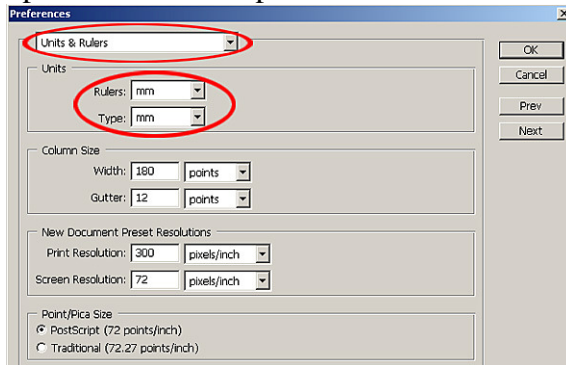 Preferences
Units & Rulers
OK
Cancel
Prev
Next
Units
Rulers: mm
Type: mm
Column Size
Width: 180 points
Gutter: 12 points
New Document Preset Resolutions
Print Resolution: 300 pixels/inch
Screen Resolution: 72 pixels/inch
Point/Pica Size
PostScript (72 points/inch)
Traditional (72.27 points/inch)